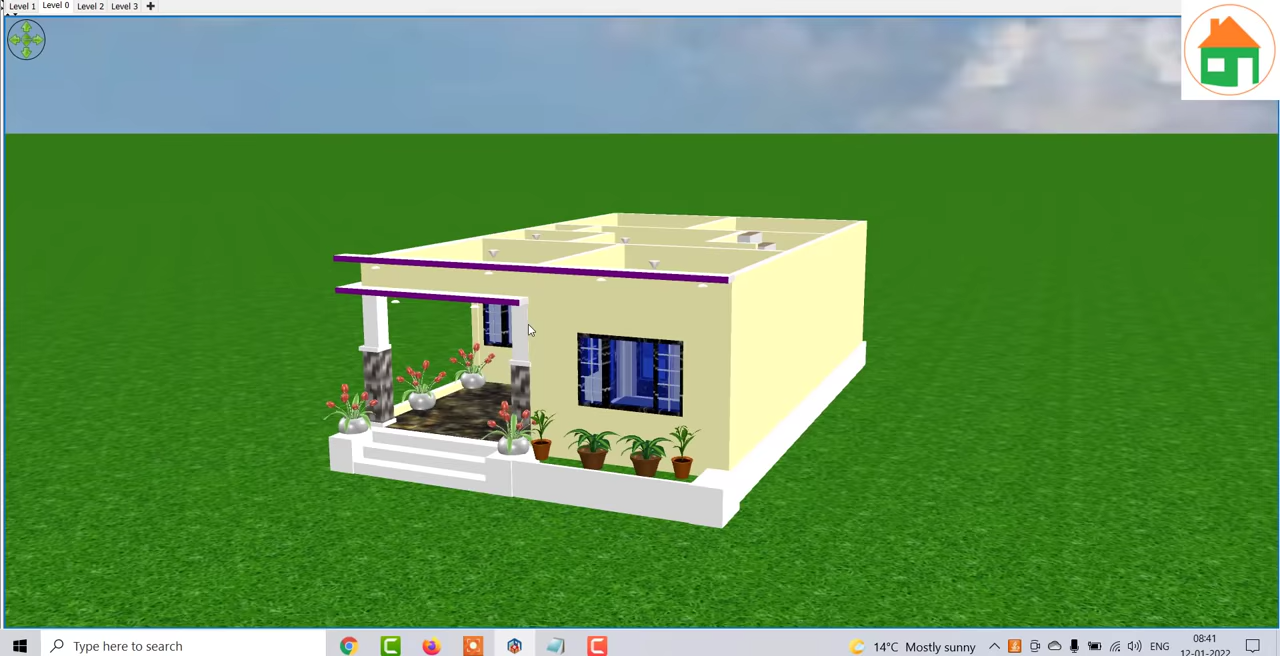 Level 1 Level 0 Level 2 Level 3
Type here to search
14°C Mostly sunny
ENG
08:41
12-01-2022